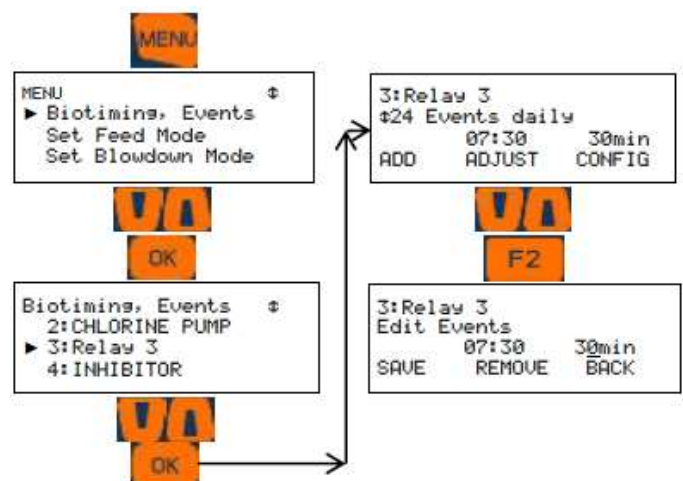 MENU
MENU
Biotiming, Events
Set Feed Mode
Set Blowdown Mode
OK
Biotiming, Events
2:CHLORINE PUMP
3:Relay 3
4:INHIBITOR
OK
3:Relay 3
24 Events daily
07:30 30min
ADD ADJUST CONFIG
F2
3:Relay 3
Edit Events
07:30 30min
SAVE REMOVE BACK